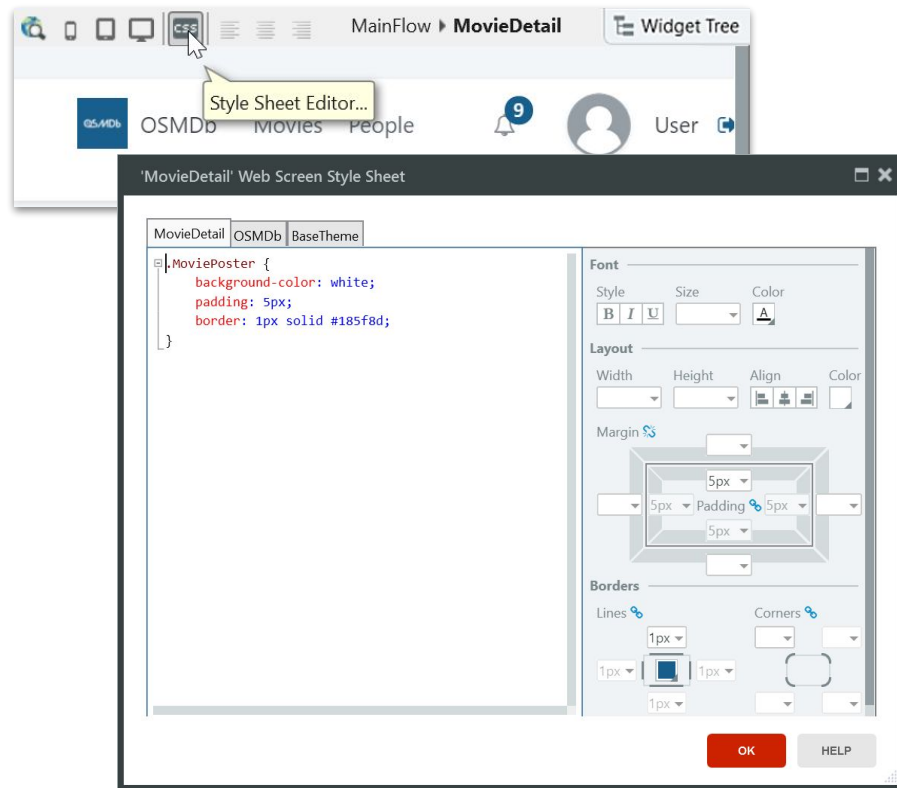 css
MainFlow ▸ MovieDetail
Widget Tree
Style Sheet Editor...
OSMDb
OSMDb
Movies
People
9
User
'MovieDetail' Web Screen Style Sheet
MovieDetail
OSMDb
BaseTheme
.MoviePoster {
background-color: white;
padding: 5px;
border: 1px solid #185f8d;
}
Font
Style
Size
Color
B
I
U
A
Layout
Width
Height
Align
Color
Margin
5px
5px
Padding
5px
5px
Borders
Lines
Corners
1px
1px
1px
1px
OK
HELP